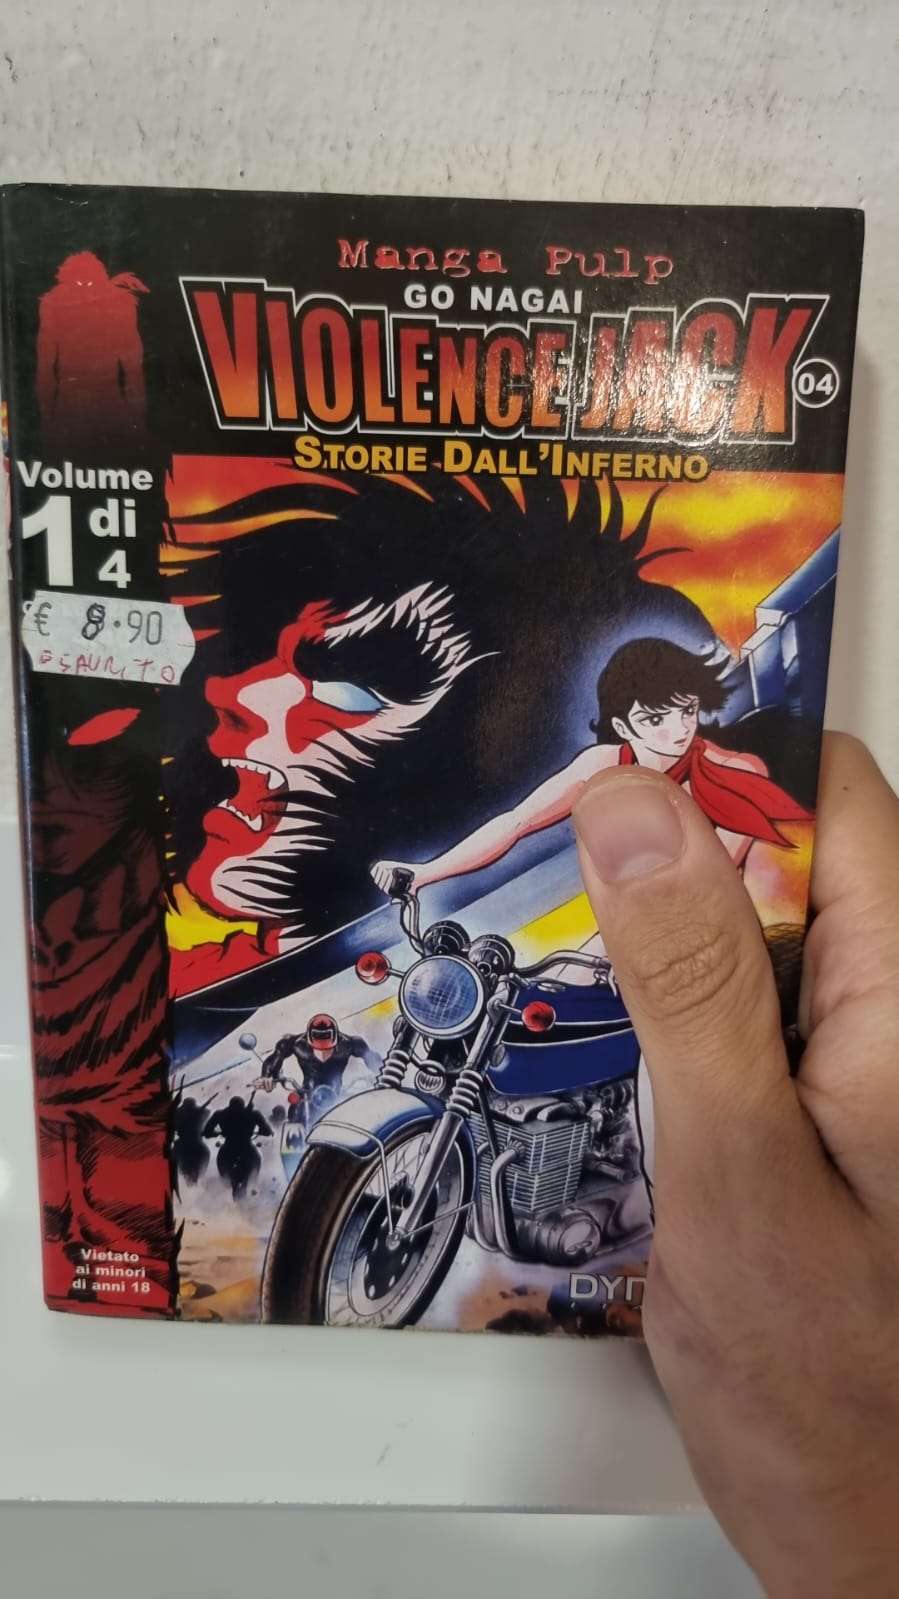 Manga Pulp
GO NAGAI
VIOLENCE JACK
04
STORIE DALL'INFERNO
Volume
1 di
4
€ 8.90
ESAURITO
Vietato
ai minori
di anni 18